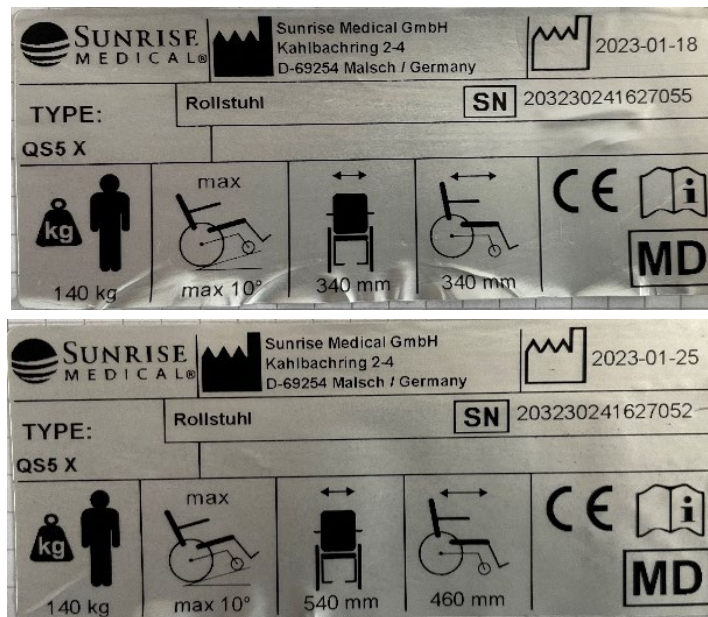 SUNRISE MEDICAL®
Sunrise Medical GmbH
Kahlbachring 2-4
D-69254 Malsch / Germany
2023-01-18
TYPE:
Rollstuhl
SN 203230241627055
QS5 X
kg
max
140 kg
max 10°
340 mm
340 mm
CE
i
MD
SUNRISE MEDICAL®
Sunrise Medical GmbH
Kahlbachring 2-4
D-69254 Malsch / Germany
2023-01-25
TYPE:
Rollstuhl
SN 203230241627052
QS5 X
kg
max
140 kg
max 10°
540 mm
460 mm
CE
i
MD